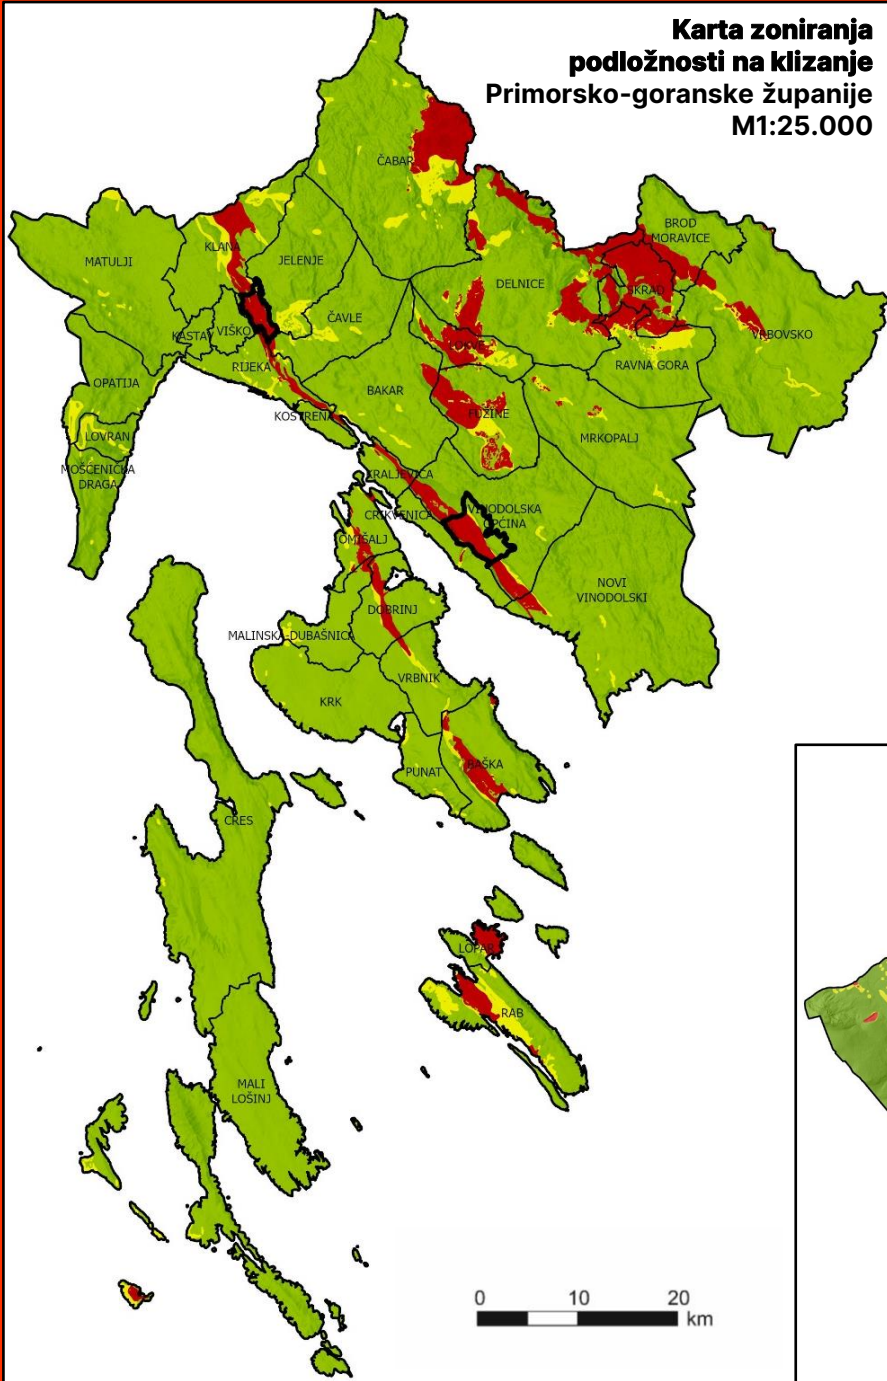 Karta zoniranja
podložnosti na klizanje
Primorsko-goranske županije
M1:25.000
ČABAR
BROD
MORAVICE
KLANA
MATULJI
JELENJE
DELNICE
SKRAD
ČAVLE
VIŠKOVO
KASTAV
VRBOVSKO
LOKVE
RIJEKA
RAVNA GORA
OPATIJA
BAKAR
FUŽINE
KOSTRENA
LOVRAN
MRKOPALJ
MOŠĆENIČKA
DRAGA
KRALJEVICA
VINODOLSKA
OPĆINA
CRIKVENICA
OMIŠALJ
NOVI
VINODOLSKI
DOBRINJ
MALINSKA-DUBAŠNICA
VRBNIK
KRK
PUNAT
BAŠKA
CRES
LOPAR
RAB
MALI
LOŠINJ
0 10 20
km